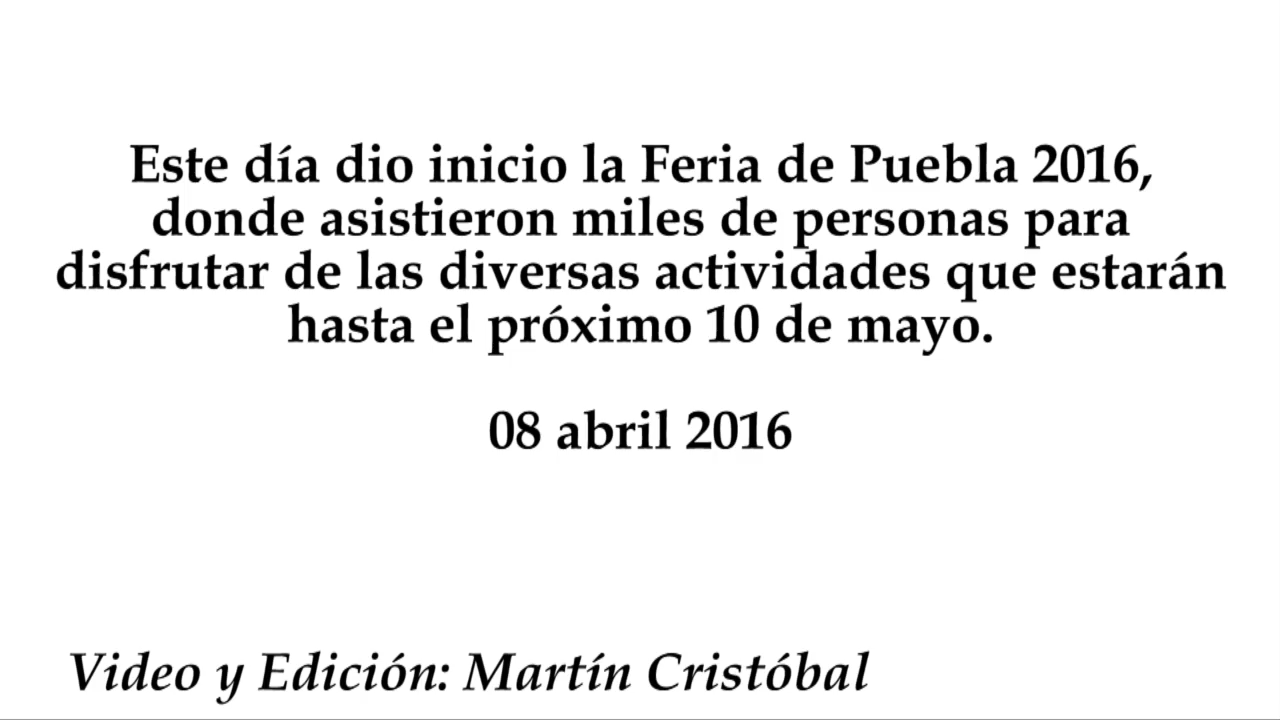 Este día dio inicio la Feria de Puebla 2016,
donde asistieron miles de personas para
disfrutar de las diversas actividades que estarán
hasta el próximo 10 de mayo.
08 abril 2016
Video y Edición: Martín Cristóbal